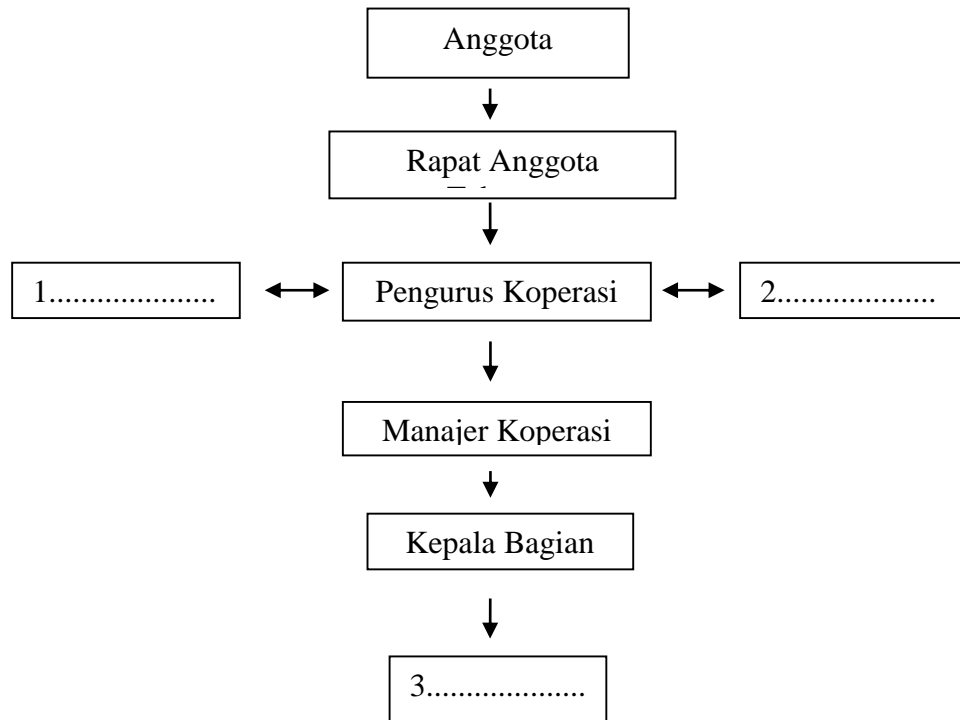 Anggota
Rapat Anggota
1....................
Pengurus Koperasi
2...................
Manajer Koperasi
Kepala Bagian
3....................